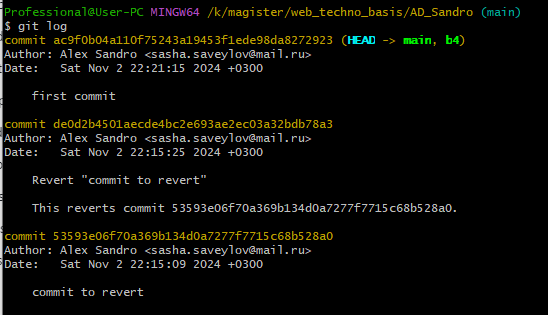 Professional@User-PC MINGW64 /k/magister/web_techno_basis/AD_Sandro (main)
$ git log
commit ac9f0b04a110f75243a19453f1ede98da8272923 (HEAD -> main, b4)
Author: Alex Sandro <sasha.saveylov@mail.ru>
Date:   Sat Nov 2 22:21:15 2024 +0300
first commit
commit de0d2b4501aecde4bc2e693ae2ec03a32bdb78a3
Author: Alex Sandro <sasha.saveylov@mail.ru>
Date:   Sat Nov 2 22:15:25 2024 +0300
Revert "commit to revert"
This reverts commit 53593e06f70a369b134d0a7277f7715c68b528a0.
commit 53593e06f70a369b134d0a7277f7715c68b528a0
Author: Alex Sandro <sasha.saveylov@mail.ru>
Date:   Sat Nov 2 22:15:09 2024 +0300
commit to revert